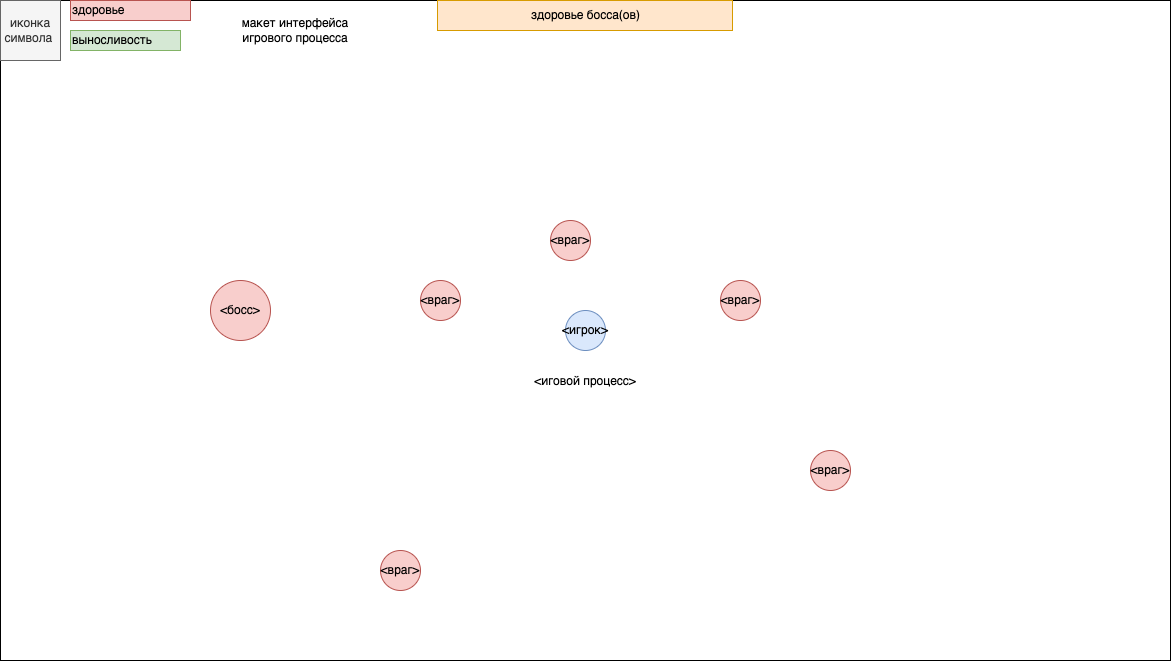 иконка
символа
здоровье
выносливость
макет интерфейса
игрового процесса
здоровье босса(ов)
<враг>
<босс>
<враг>
<враг>
<игрок>
<иговой процесс>
<враг>
<враг>